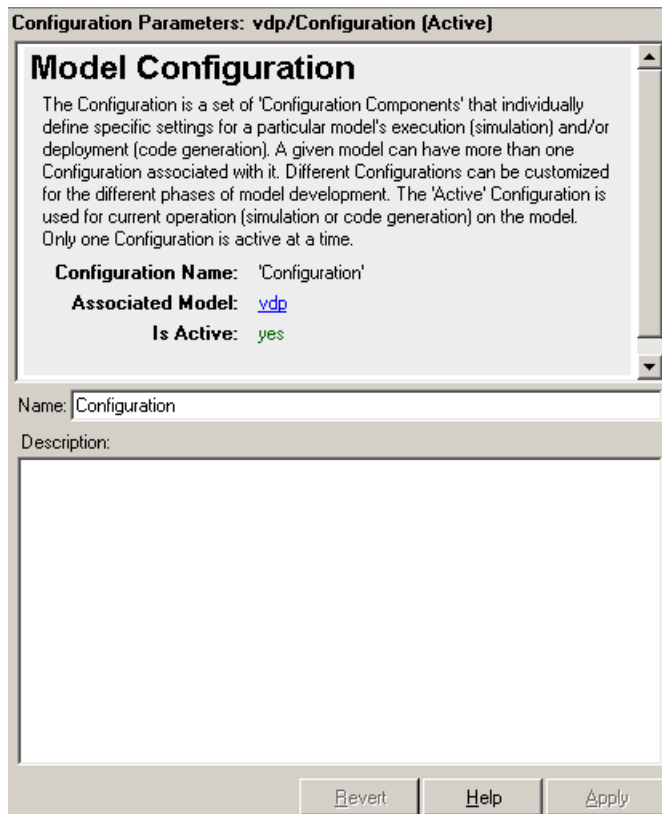 Configuration Parameters: vdp/Configuration (Active)
Model Configuration
The Configuration is a set of 'Configuration Components' that individually
define specific settings for a particular model's execution (simulation) and/or
deployment (code generation). A given model can have more than one
Configuration associated with it. Different Configurations can be customized
for the different phases of model development. The 'Active' Configuration is
used for current operation (simulation or code generation) on the model.
Only one Configuration is active at a time.
Configuration Name: 'Configuration'
Associated Model: vdp
Is Active: yes
Name: Configuration
Description:
Revert Help Apply